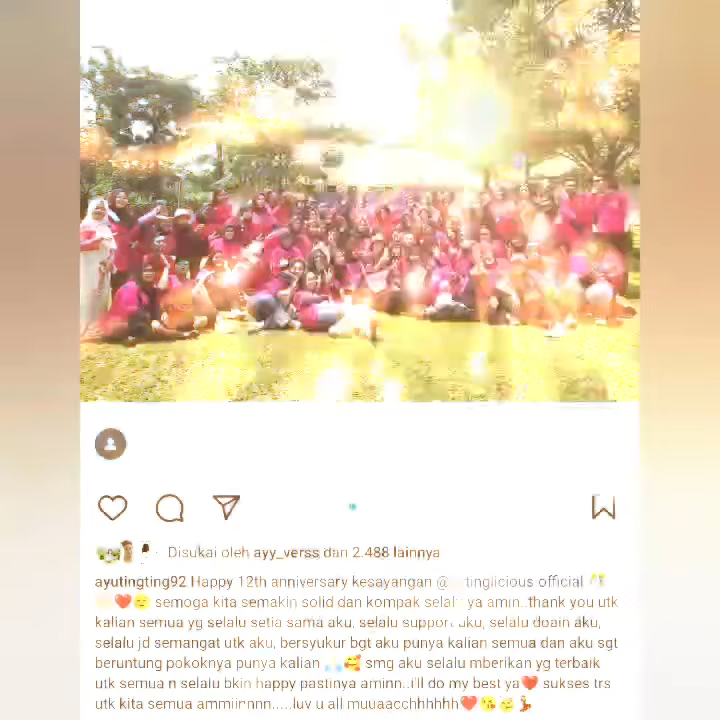 Disukai oleh ayy_verss dan 2.488 lainnya
ayutingting92 Happy 12th anniversary kesayangan @ tinglicious official
❤️😊 semoga kita semakin solid dan kompak ya amin..thank you utk
kalian semua yg selalu setia sama aku, selalu support aku, selalu doain aku,
selalu jd semangat utk aku, bersyukur bgt aku punya kalian semua dan aku sgt
beruntung pokoknya punya kalian 🙏🏻🥰 smg aku selalu mberikan yg terbaik
utk semua n selalu bkin happy pastinya aminn..i'll do my best ya❤️ sukses trs
utk kita semua ammiinnn.....luv u all muuaacchhhhhh❤️😘🥳💃